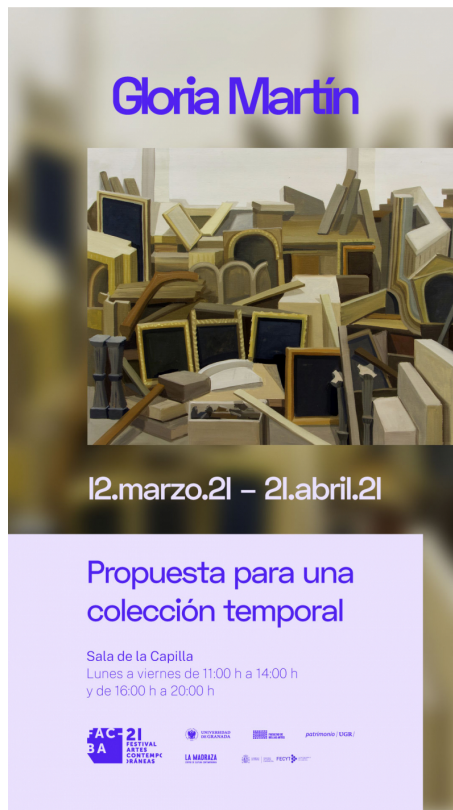 Gloria Martín
12.marzo.21 – 21.abril.21
Propuesta para una
colección temporal
Sala de la Capilla
Lunes a viernes de 11:00 h a 14:00 h
y de 16:00 h a 20:00 h
FAC-
BA
21
FESTIVAL
ARTES
CONTEMPO
RÁNEAS
UNIVERSIDAD
DE GRANADA
patrimonio | UGR |
LA MADRAZA
FECYT